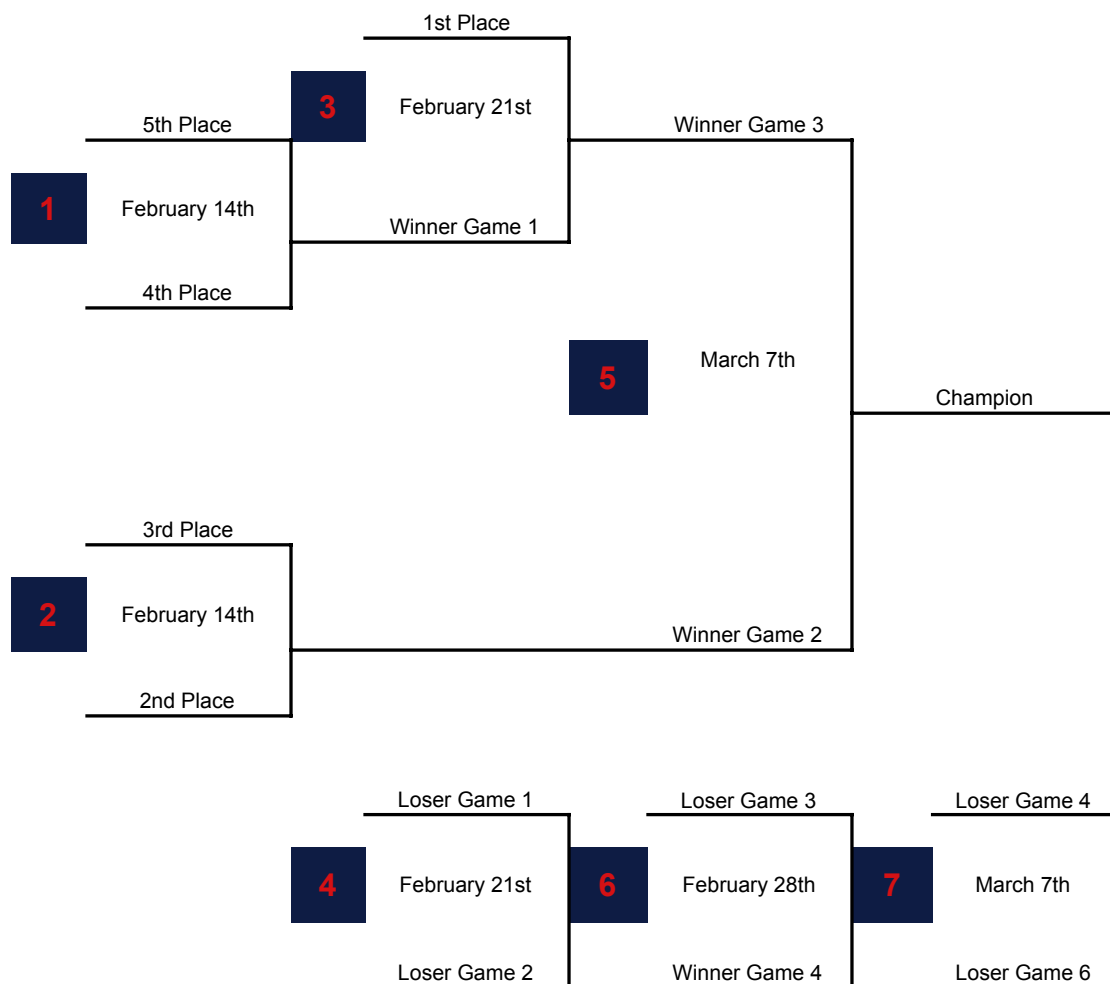 1st Place
3
February 21st
5th Place
Winner Game 3
1
February 14th
Winner Game 1
4th Place
5
March 7th
Champion
3rd Place
2
February 14th
Winner Game 2
2nd Place
Loser Game 1
Loser Game 3
Loser Game 4
4
February 21st
6
February 28th
7
March 7th
Loser Game 2
Winner Game 4
Loser Game 6